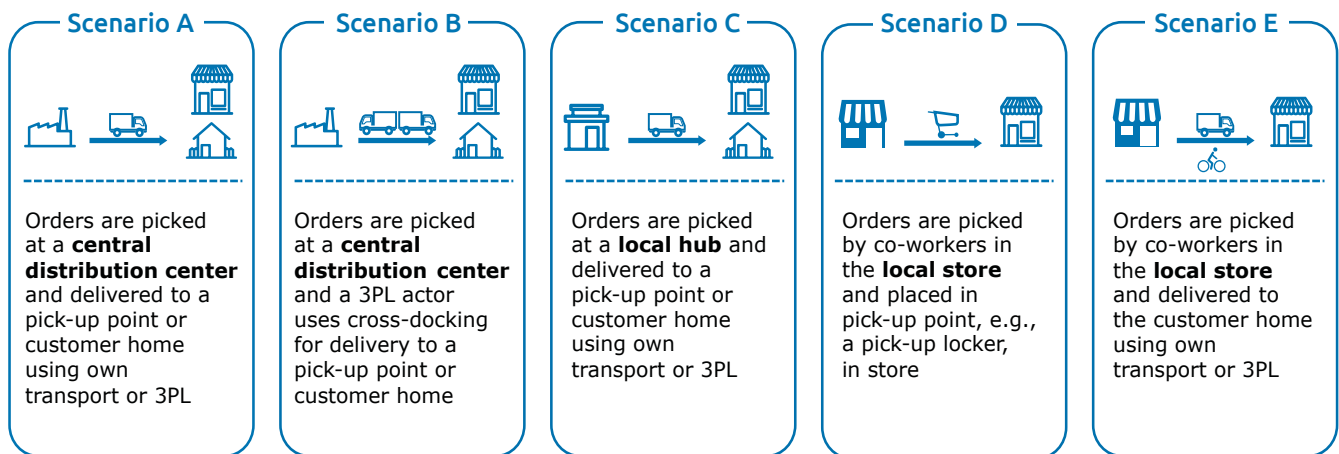 Scenario A
Orders are picked
at a central
distribution center
and delivered to a
pick-up point or
customer home
using own
transport or 3PL
Scenario B
Orders are picked
at a central
distribution center
and a 3PL actor
uses cross-docking
for delivery to a
pick-up point or
customer home
Scenario C
Orders are picked
at a local hub and
delivered to a
pick-up point or
customer home
using own
transport or 3PL
Scenario D
Orders are picked
by co-workers in
the local store
and placed in
pick-up point, e.g.,
a pick-up locker,
in store
Scenario E
Orders are picked
by co-workers in
the local store
and delivered to
the customer home
using own
transport or 3PL